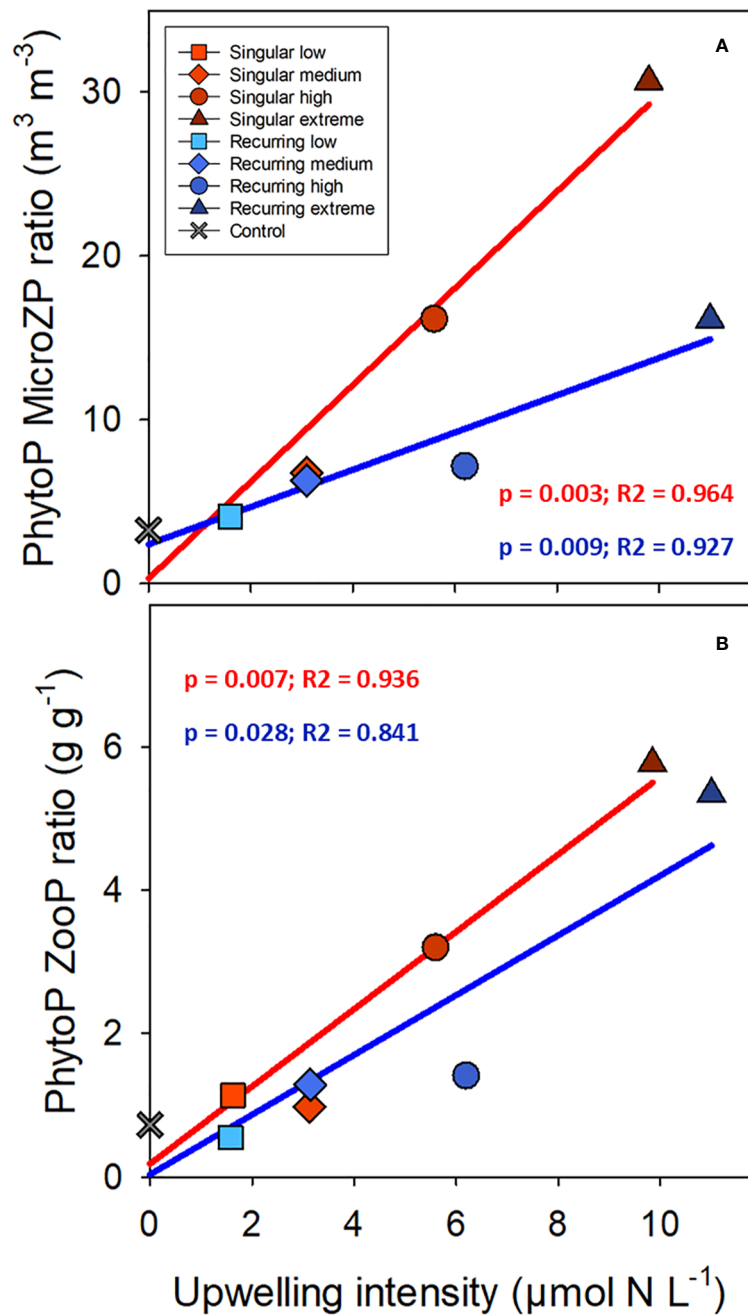 A
Singular low
Singular medium
Singular high
Singular extreme
Recurring low
Recurring medium
Recurring high
Recurring extreme
Control
PhytoP MicroZP ratio (m³ m⁻³)
30
20
10
0
p = 0.003; R2 = 0.964
p = 0.009; R2 = 0.927
B
p = 0.007; R2 = 0.936
p = 0.028; R2 = 0.841
PhytoP ZooP ratio (g g⁻¹)
6
4
2
0
0 2 4 6 8 10
Upwelling intensity (µmol N L⁻¹)